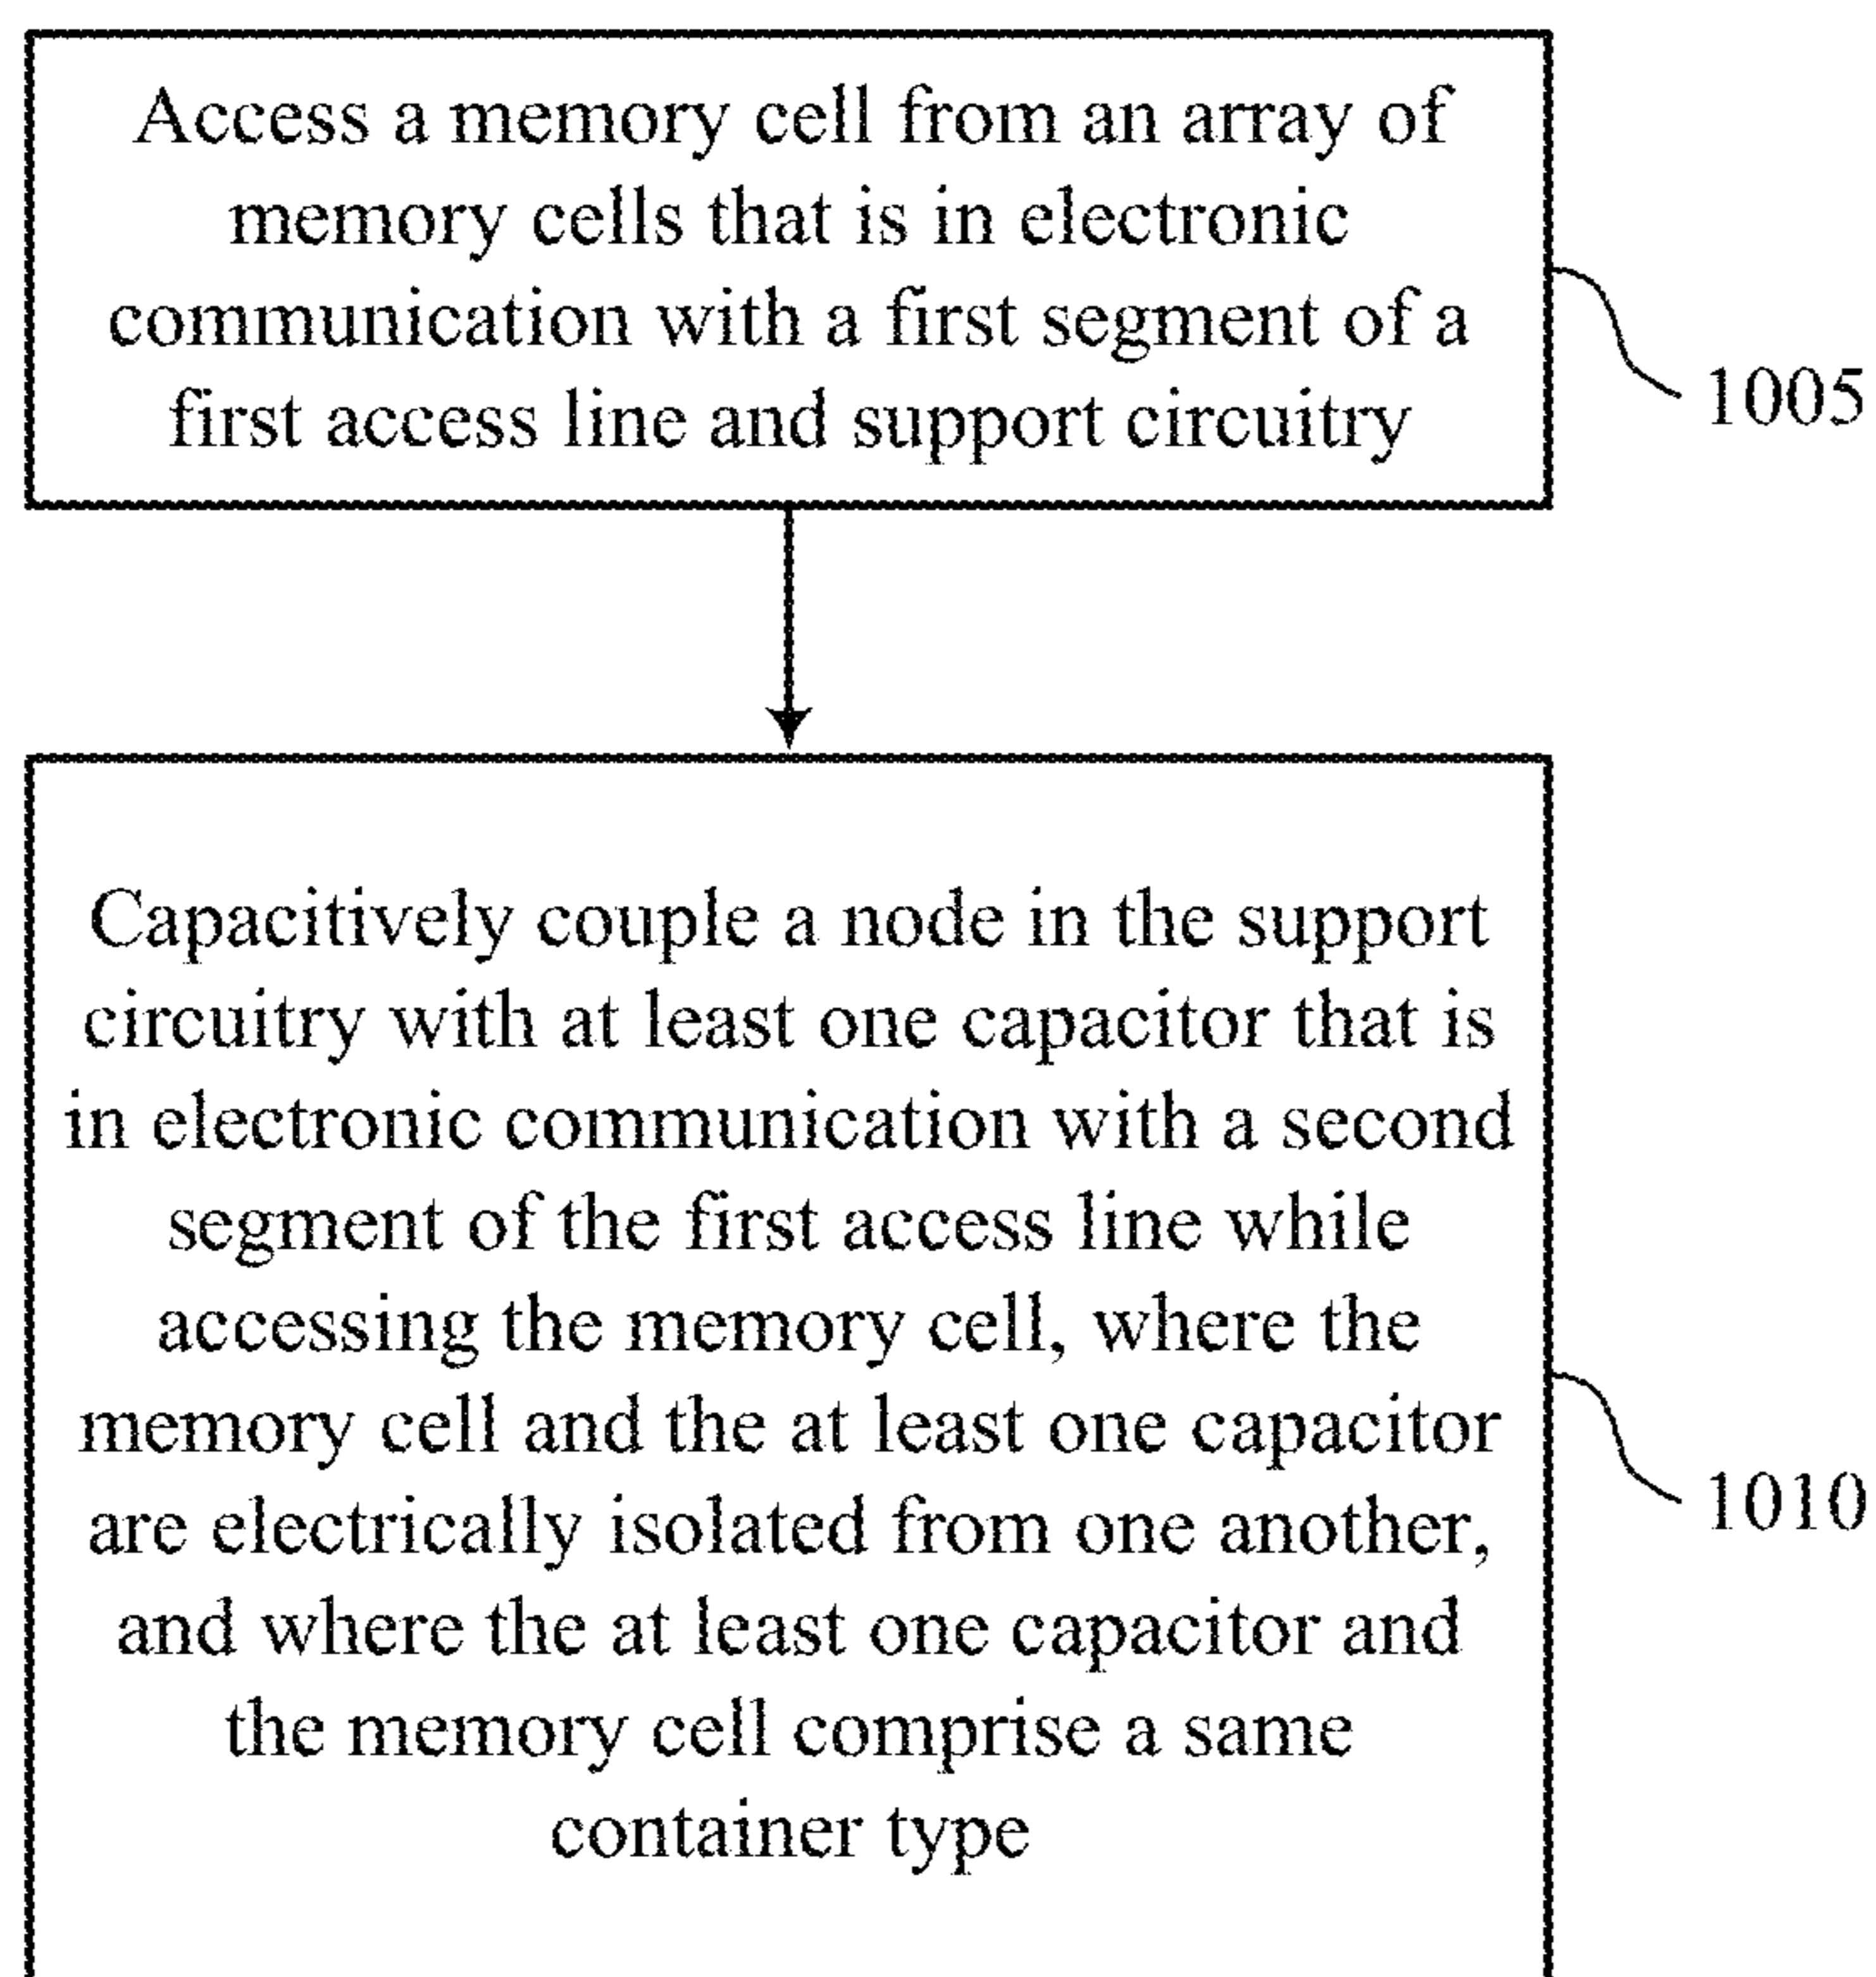 Access a memory cell from an array of
memory cells that is in electronic
communication with a first segment of a
first access line and support circuitry
1005
Capacitively couple a node in the support
circuitry with at least one capacitor that is
in electronic communication with a second
segment of the first access line while
accessing the memory cell, where the
memory cell and the at least one capacitor
are electrically isolated from one another,
and where the at least one capacitor and
the memory cell comprise a same
container type
1010